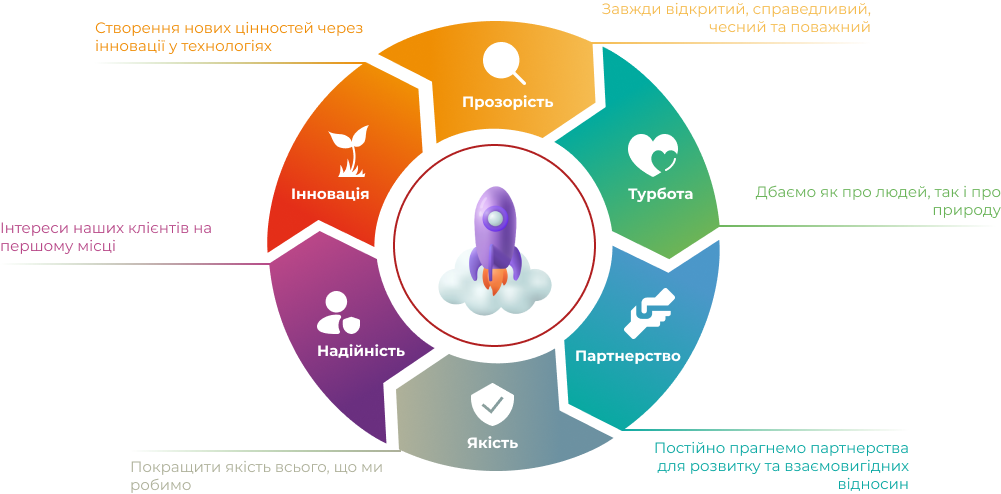 Завжди відкритий, справедливий,
чесний та поважний
Створення нових цінностей через
інновації у технологіях
Прозорість
Інновація
Турбота
Дбаємо як про людей, так і про
природу
Інтереси наших клієнтів на
першому місці
Надійність
Партнерство
Якість
Постійно прагнемо партнерства
для розвитку та взаємовигідних
відносин
Покращити якість всього, що ми
робимо